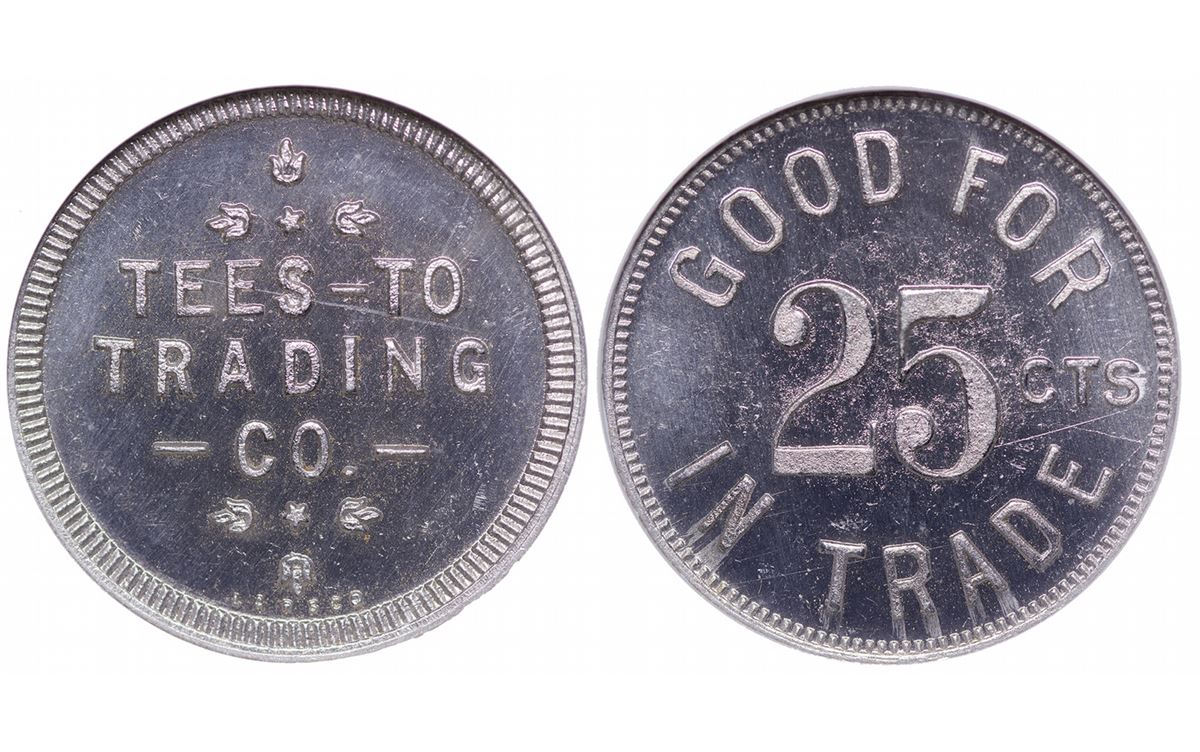 TEES-TO
TRADING
— CO. —
GOOD FOR
25 CTS
IN TRADE